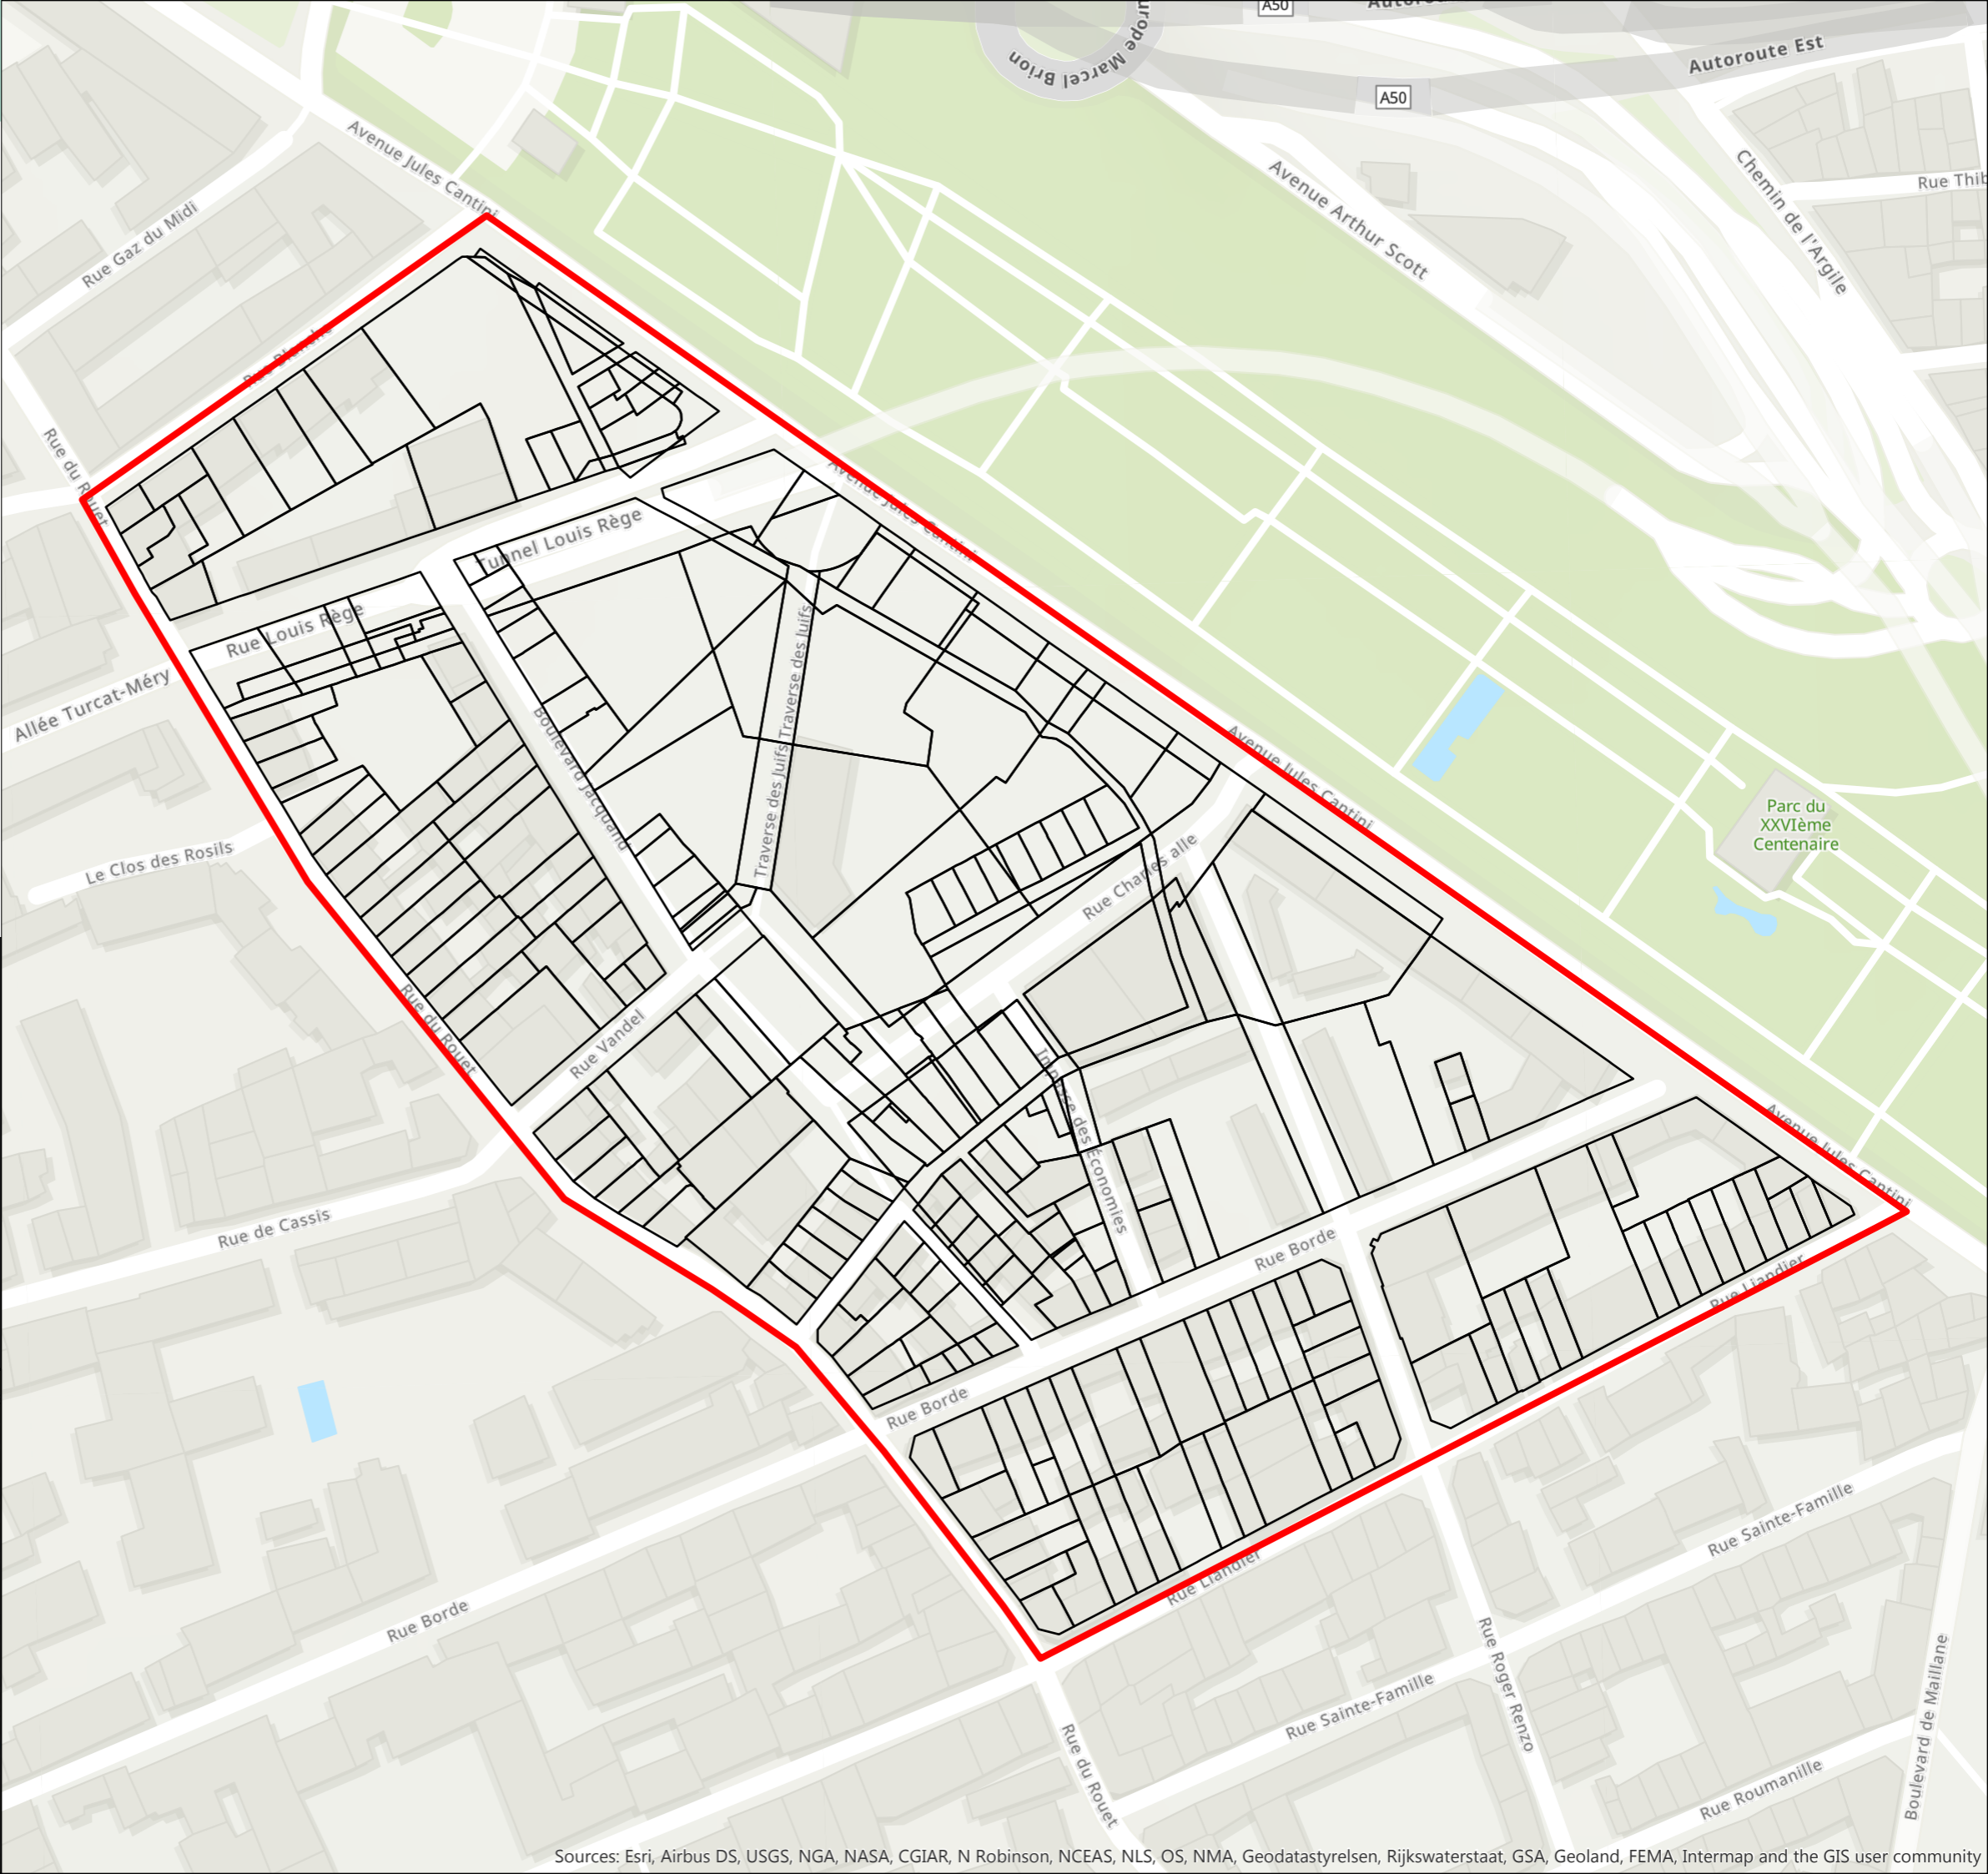 A50
urope Marcel Brion
Autoroute Est
A50
Avenue Jules Cantini
Rue Gaz du Midi
Avenue Arthur Scott
Chemin de l'Argile
Rue Thib
Rue du Rouet
Tunnel Louis Rège
Avenue Jules Cantini
Rue Louis Rège
Allée Turcat-Méry
Traverse des Juifs
Traverse des Juifs
Boulevard Jacquand
Avenue Jules Cantini
Parc du
XXVIème
Centenaire
Le Clos des Rosils
Rue Charles alle
Rue du Rouet
Rue Vandel
Impasse des Économies
Avenue Jules Cantini
Rue de Cassis
Rue Borde
Rue Liandier
Rue Borde
Rue Liandier
Rue Sainte-Famille
Rue Borde
Rue Roger Renzo
Rue Sainte-Famille
Boulevard de Maillane
Rue du Rouet
Rue Roumanille
Sources: Esri, Airbus DS, USGS, NGA, NASA, CGIAR, N Robinson, NCEAS, NLS, OS, NMA, Geodatastyrelsen, Rijkswaterstaat, GSA, Geoland, FEMA, Intermap and the GIS user community